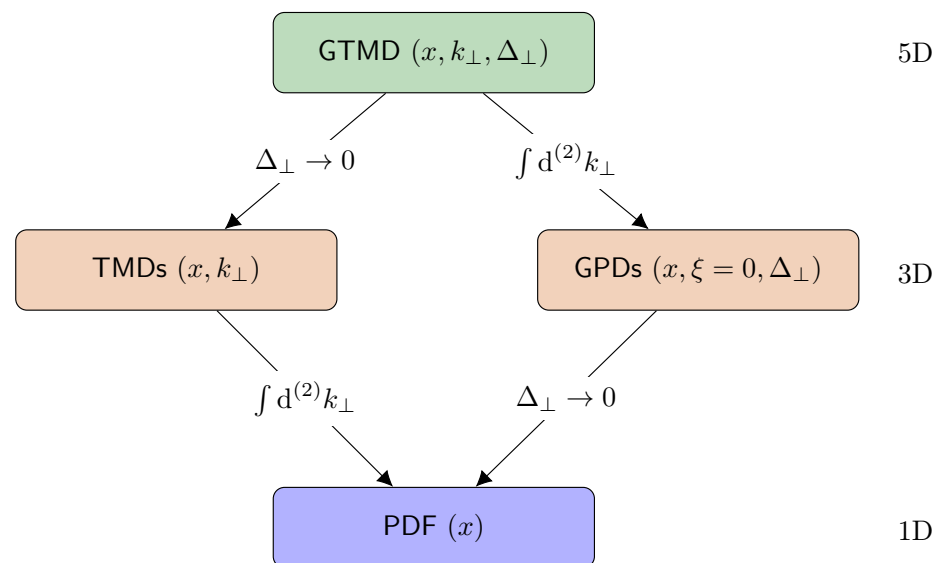 GTMD (x, k⊥, Δ⊥) 5D
Δ⊥ → 0 ∫ d⁽²⁾k⊥
TMDs (x, k⊥) GPDs (x, ξ = 0, Δ⊥) 3D
∫ d⁽²⁾k⊥ Δ⊥ → 0
PDF (x) 1D